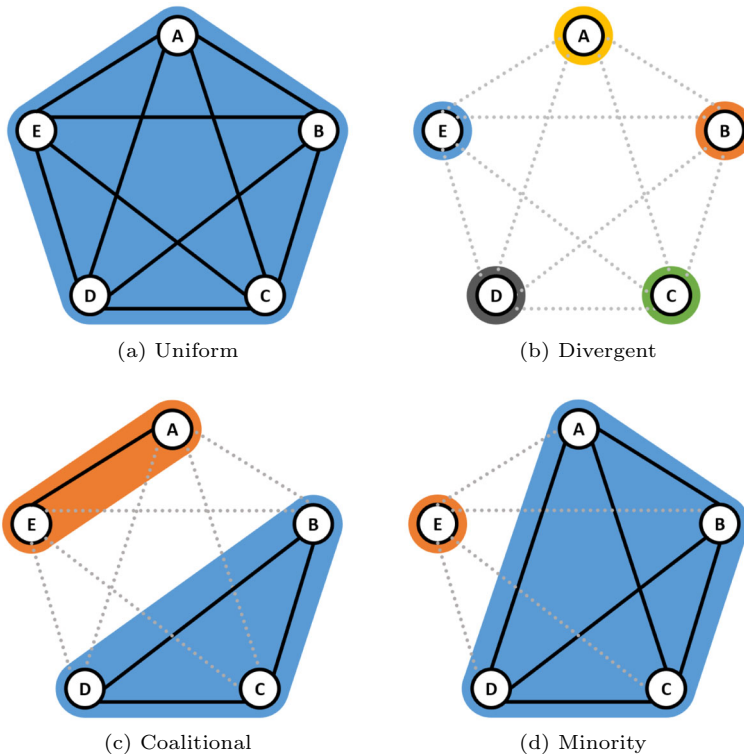 A
E
B
D
C
(a) Uniform
A
E
B
D
C
(b) Divergent
A
E
B
D
C
(c) Coalitional
A
E
B
D
C
(d) Minority